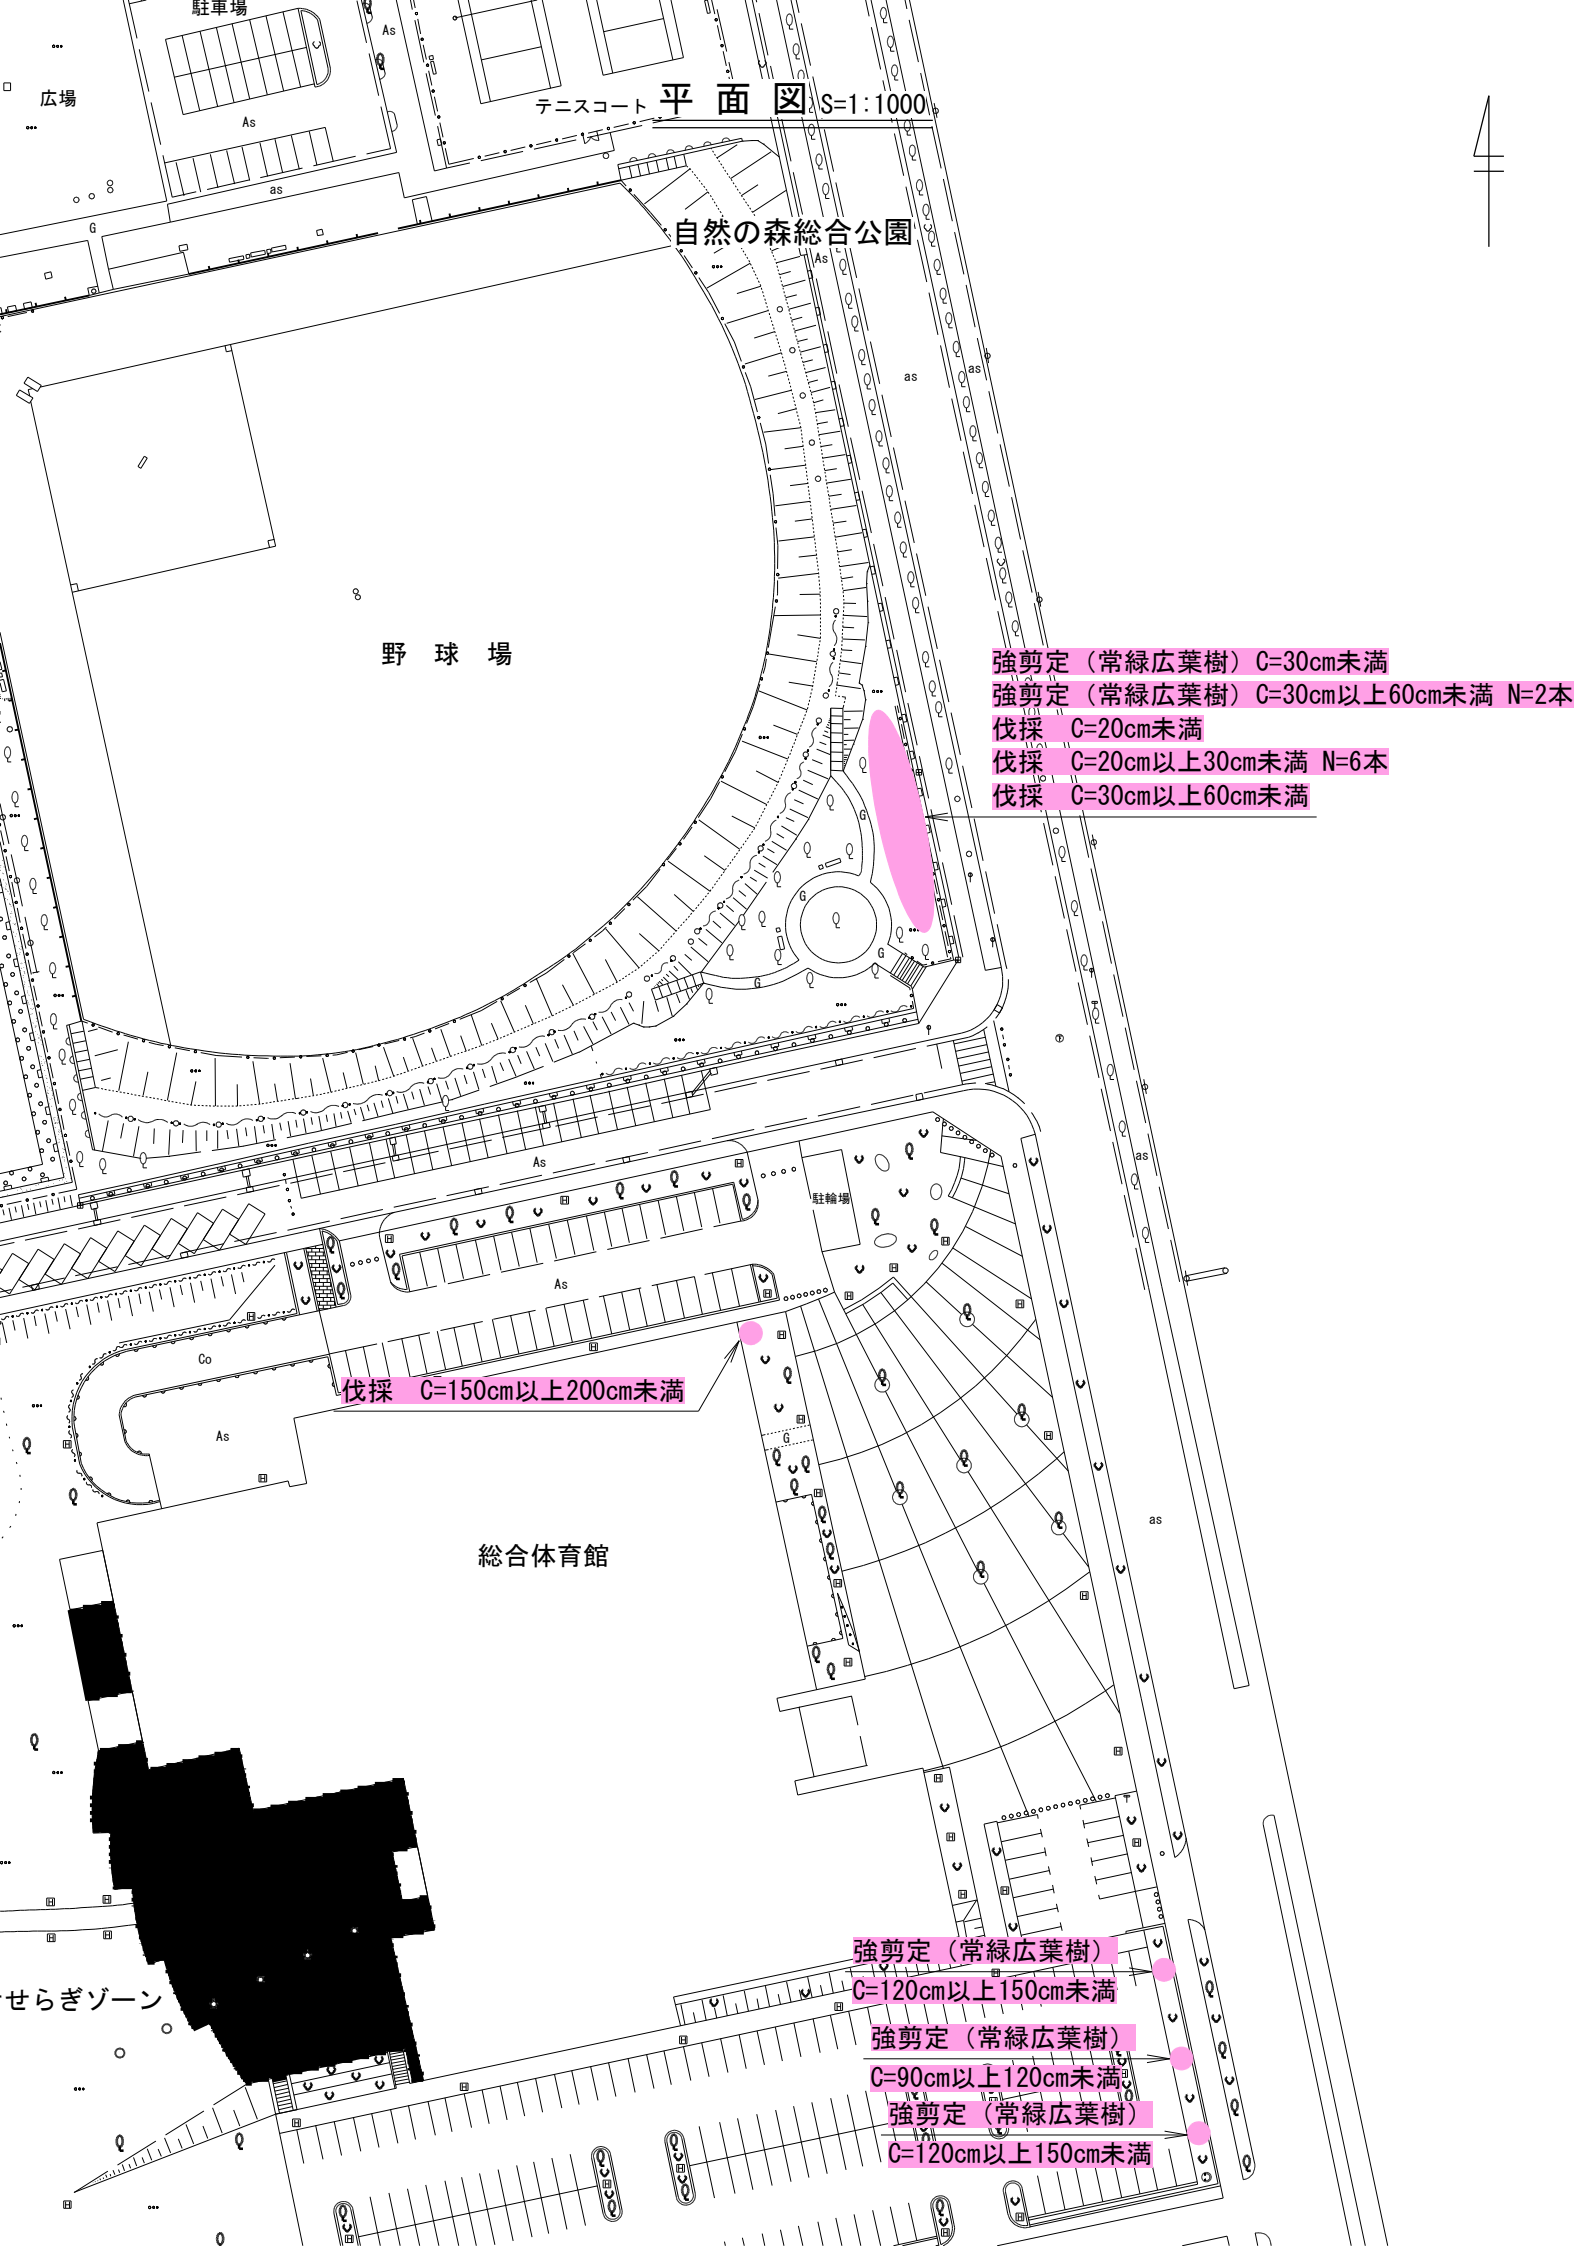 駐車場
As
広場
As
テニスコート 平 面 図 S=1:1000
as
G
自然の森総合公園
As
as
as
野 球 場
強剪定（常緑広葉樹）C=30cm未満
強剪定（常緑広葉樹）C=30cm以上60cm未満 N=2本
伐採　C=20cm未満
伐採　C=20cm以上30cm未満 N=6本
伐採　C=30cm以上60cm未満
G
G
G
G
as
As
駐輪場
As
Co
伐採　C=150cm以上200cm未満
As
G
as
総合体育館
強剪定（常緑広葉樹）
C=120cm以上150cm未満
せらぎゾーン
強剪定（常緑広葉樹）
C=90cm以上120cm未満
強剪定（常緑広葉樹）
C=120cm以上150cm未満